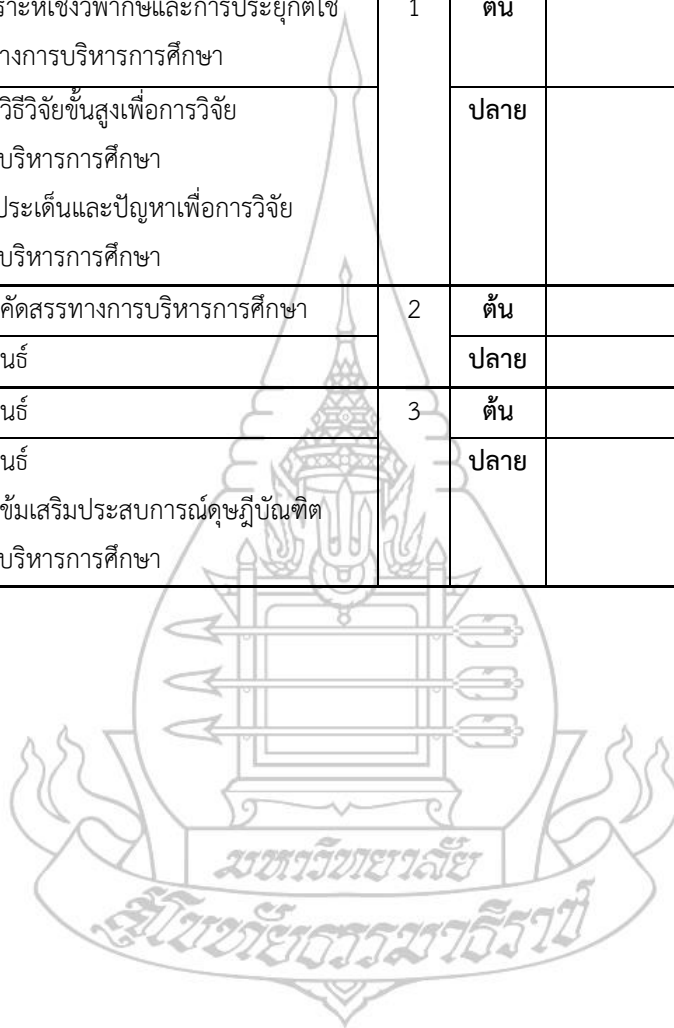 ราะห์เชิงวิพากษ์และการประยุกต์ใช้ 1 ต้น
างการบริหารการศึกษา
วิธีวิจัยขั้นสูงเพื่อการวิจัย ปลาย
บริหารการศึกษา
ประเด็นและปัญหาเพื่อการวิจัย
บริหารการศึกษา
คัดสรรทางการบริหารการศึกษา 2 ต้น
นธ์ ปลาย
นธ์ 3 ต้น
นธ์ ปลาย
ข้มเสริมประสบการณ์ดุษฎีบัณฑิต
บริหารการศึกษา
มหาวิทยาลัย
สุโขทัยธรรมาธิราช